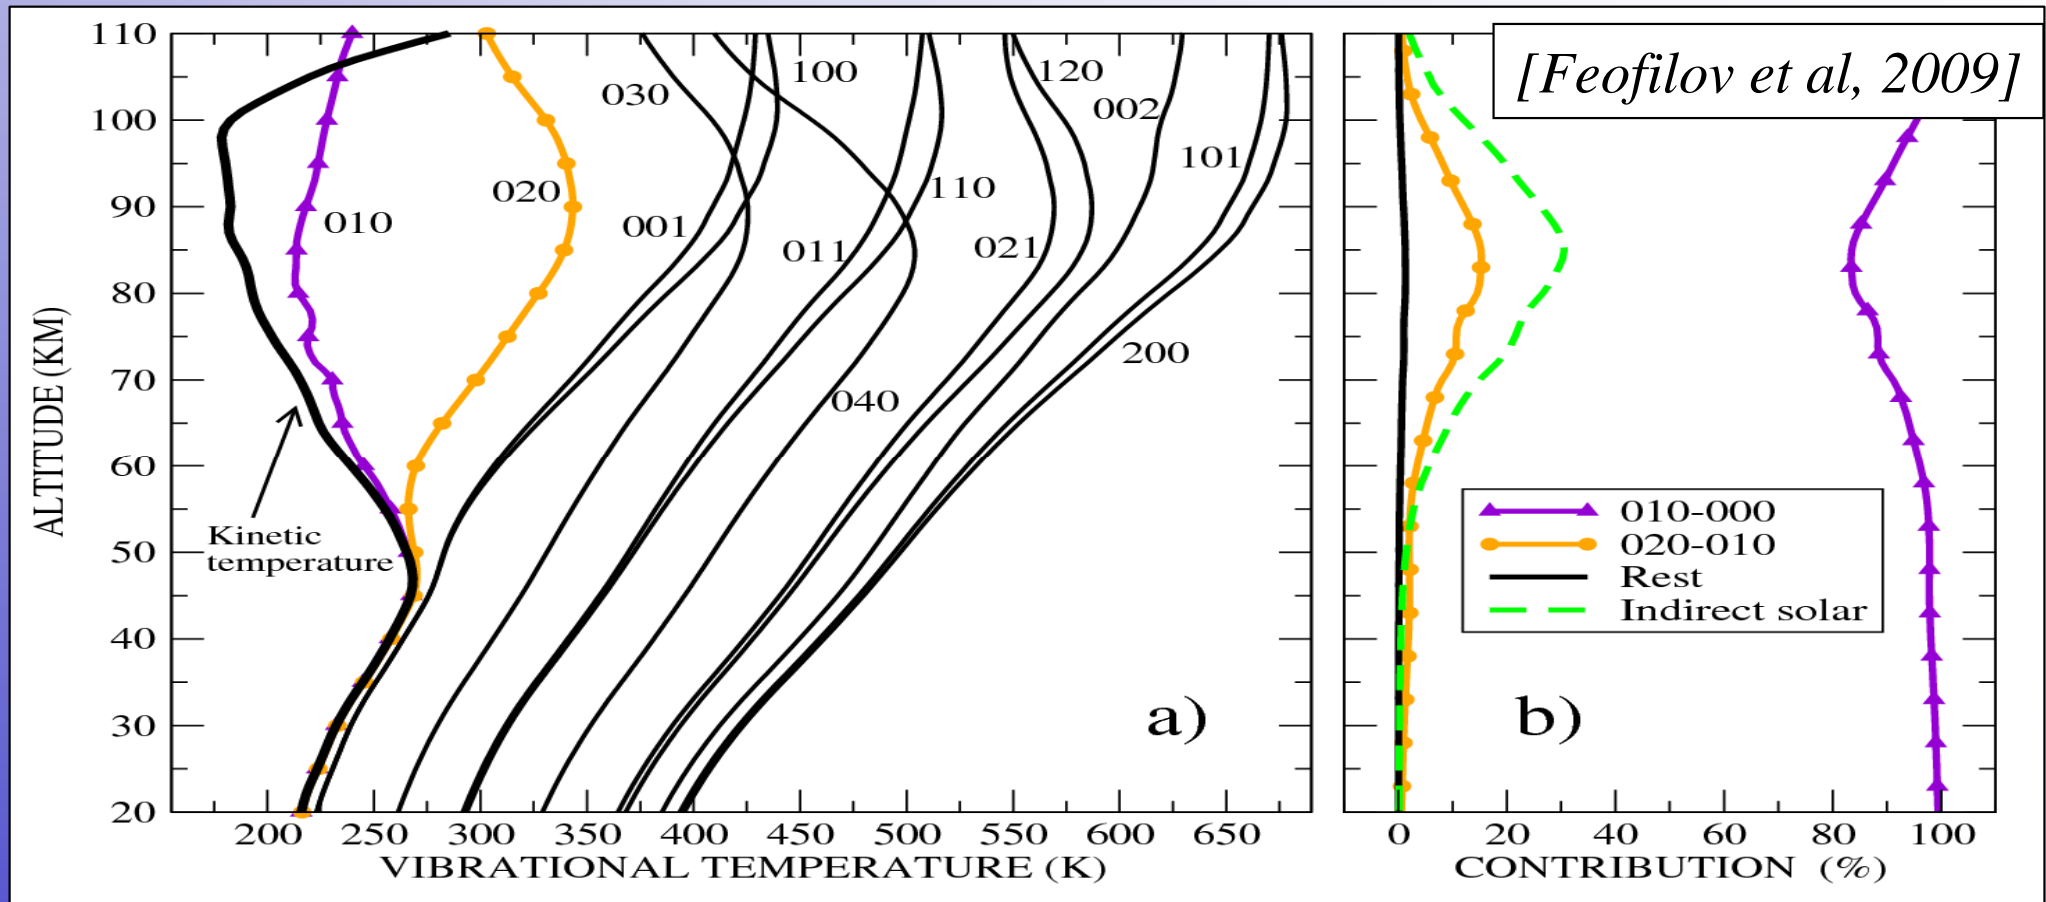 [Feofilov et al, 2009]
ALTITUDE (KM)
110
100
90
80
70
60
50
40
30
20
030
100
120
002
101
010
020
001
011
110
021
040
200
Kinetic
temperature
a)
200 250 300 350 400 450 500 550 600 650
VIBRATIONAL TEMPERATURE (K)
010-000
020-010
Rest
Indirect solar
b)
0 20 40 60 80 100
CONTRIBUTION (%)